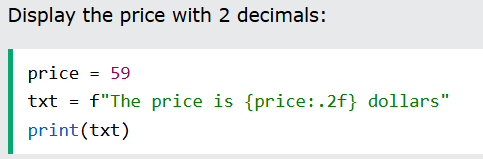 Display the price with 2 decimals:
price = 59
txt = f"The price is {price:.2f} dollars"
print(txt)